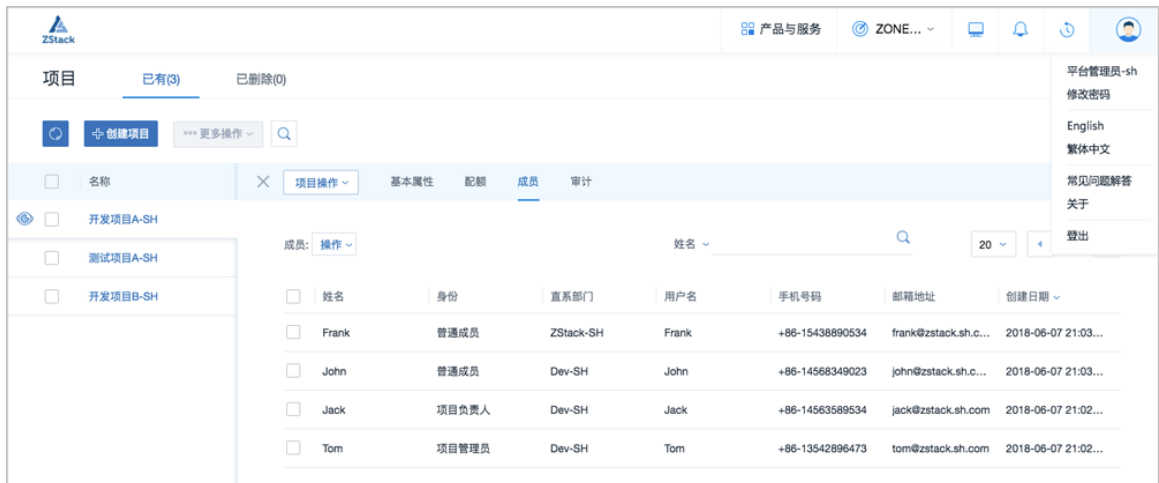 ZStack
产品与服务 ZONE...
项目 已有(3) 已删除(0)
平台管理员-sh
修改密码
English
繁体中文
常见问题解答
关于
登出
创建项目 更多操作
名称 项目操作 基本属性 配额 成员 审计
开发项目A-SH
测试项目A-SH
开发项目B-SH
成员: 操作 姓名 20
姓名 身份 直系部门 用户名 手机号码 邮箱地址 创建日期
Frank 普通成员 ZStack-SH Frank +86-15438890534 frank@zstack.sh.c... 2018-06-07 21:03...
John 普通成员 Dev-SH John +86-14568349023 john@zstack.sh.c... 2018-06-07 21:03...
Jack 项目负责人 Dev-SH Jack +86-14563589534 jack@zstack.sh.com 2018-06-07 21:02...
Tom 项目管理员 Dev-SH Tom +86-13542896473 tom@zstack.sh.com 2018-06-07 21:02...